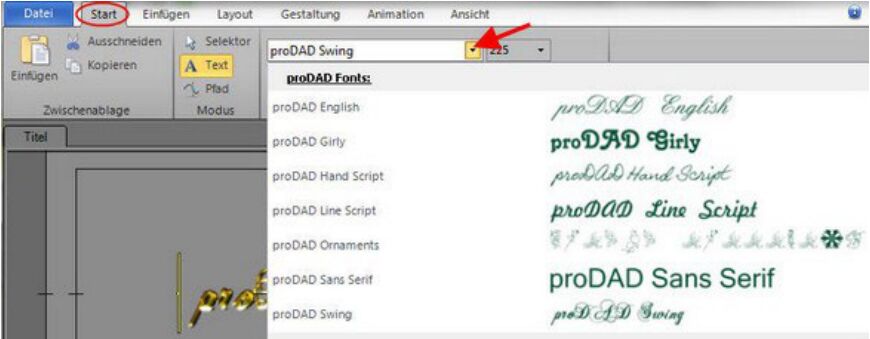 Datei Start Einfügen Layout Gestaltung Animation Ansicht
Ausschneiden
Kopieren
Einfügen
Zwischenablage
Selektor
Text
Pfad
Modus
proDAD Swing 225
proDAD Fonts:
proDAD English proDAD English
proDAD Girly proDAD Girly
proDAD Hand Script proDAD Hand Script
proDAD Line Script proDAD Line Script
proDAD Ornaments
proDAD Sans Serif proDAD Sans Serif
proDAD Swing proDAD Swing
Titel